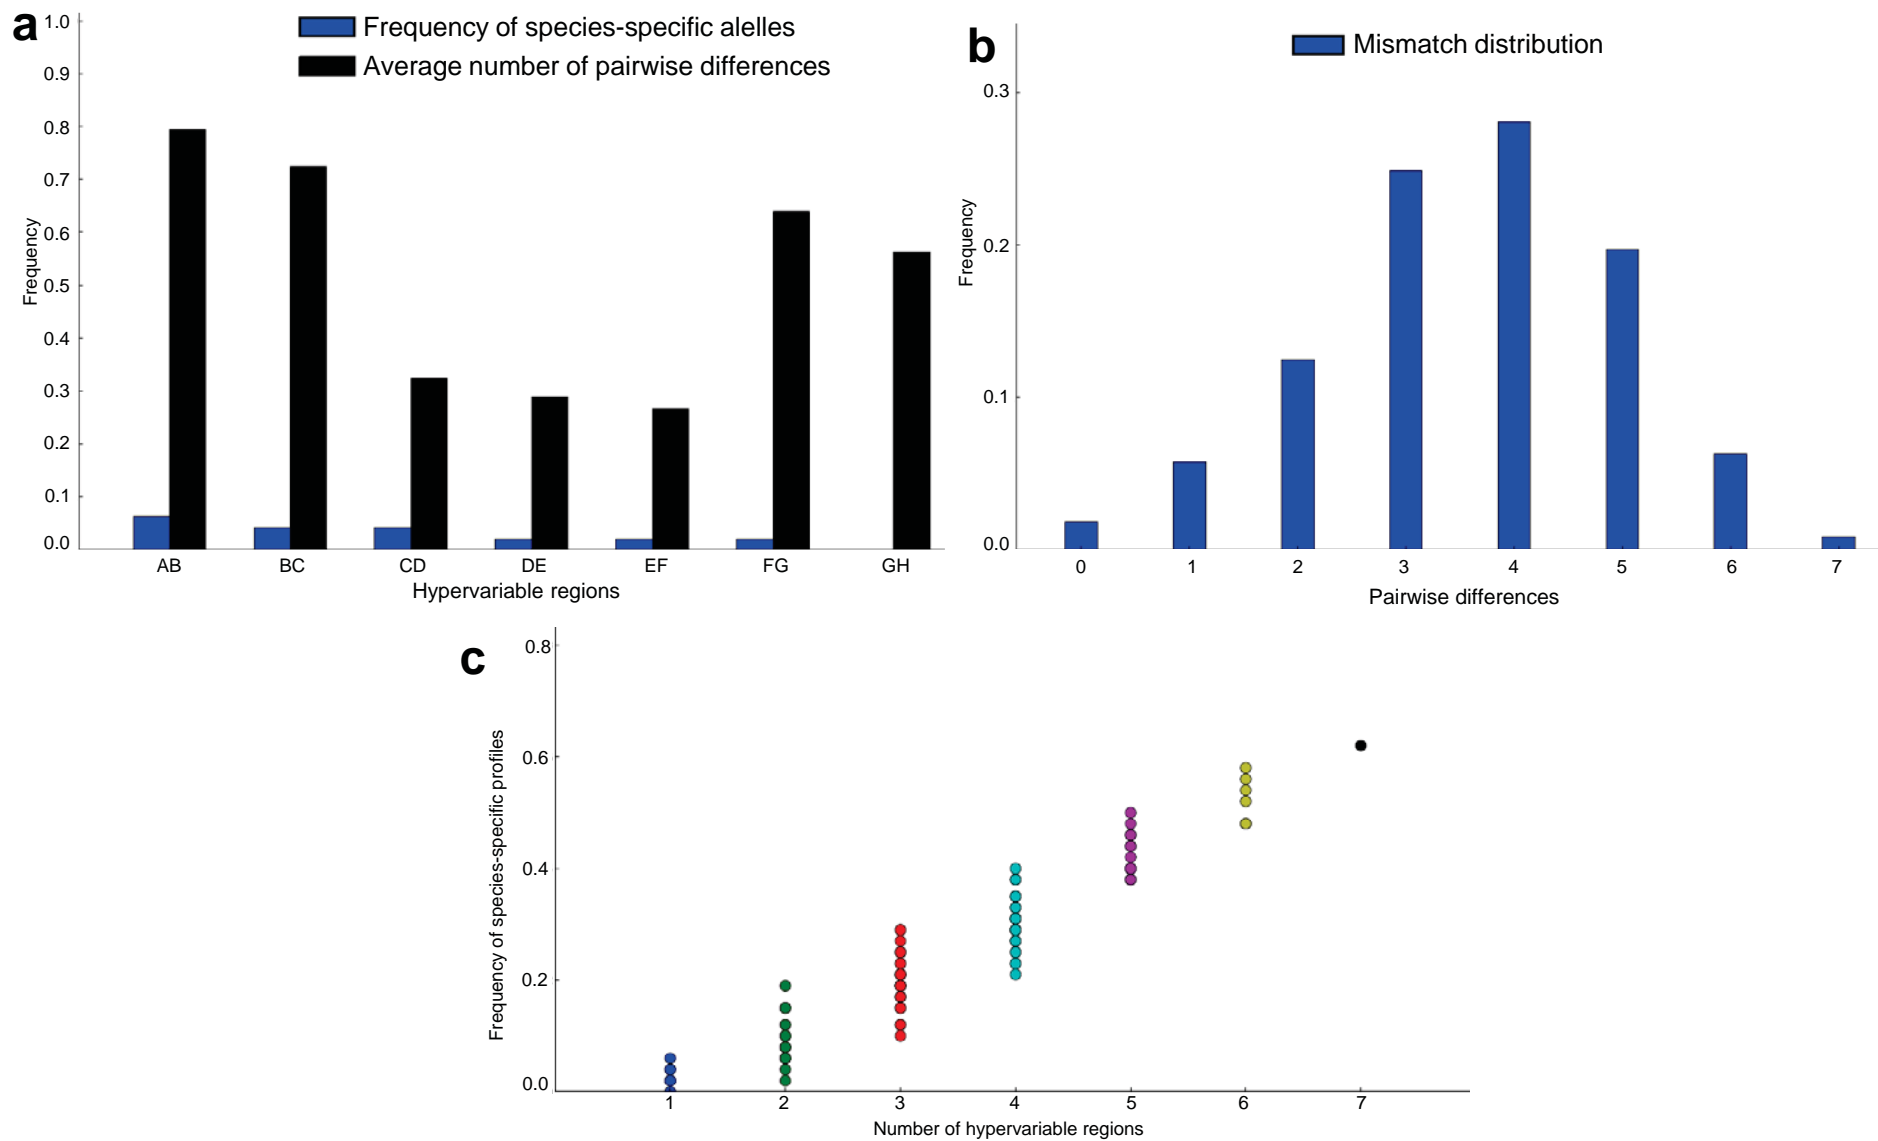 a
Frequency of species-specific alelles
Average number of pairwise differences
1.0
0.9
0.8
0.7
0.6
0.5
0.4
0.3
0.2
0.1
0.0
Frequency
AB BC CD DE EF FG GH
Hypervariable regions
b
Mismatch distribution
0.3
0.2
0.1
0.0
Frequency
0 1 2 3 4 5 6 7
Pairwise differences
c
0.8
0.6
0.4
0.2
0.0
Frequency of species-specific profiles
1 2 3 4 5 6 7
Number of hypervariable regions